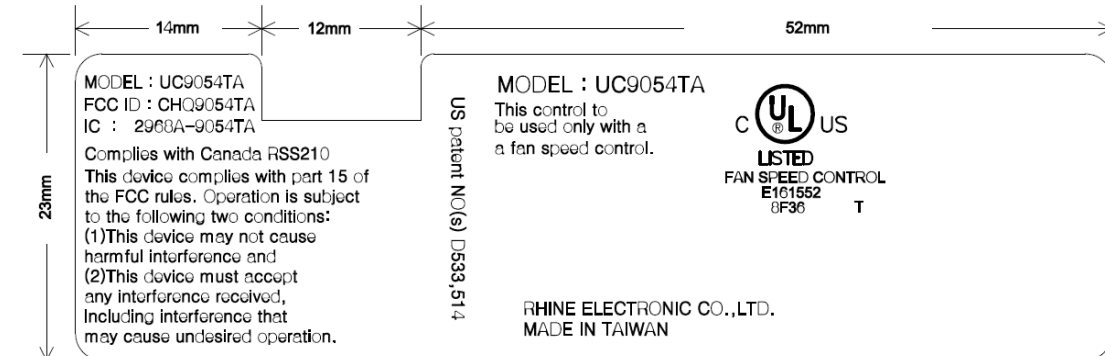 14mm
12mm
52mm
23mm
MODEL : UC9054TA
FCC ID : CHQ9054TA
IC : 2968A-9054TA
Complies with Canada RSS210
This device complies with part 15 of
the FCC rules. Operation is subject
to the following two conditions:
(1)This device may not cause
harmful interference and
(2)This device must accept
any interference received,
Including interference that
may cause undesired operation.
US patent NO(s) D533,514
MODEL : UC9054TA
This control to
be used only with a
a fan speed control.
C UL ® US
LISTED
FAN SPEED CONTROL
E161552
8F36 T
RHINE ELECTRONIC CO.,LTD.
MADE IN TAIWAN